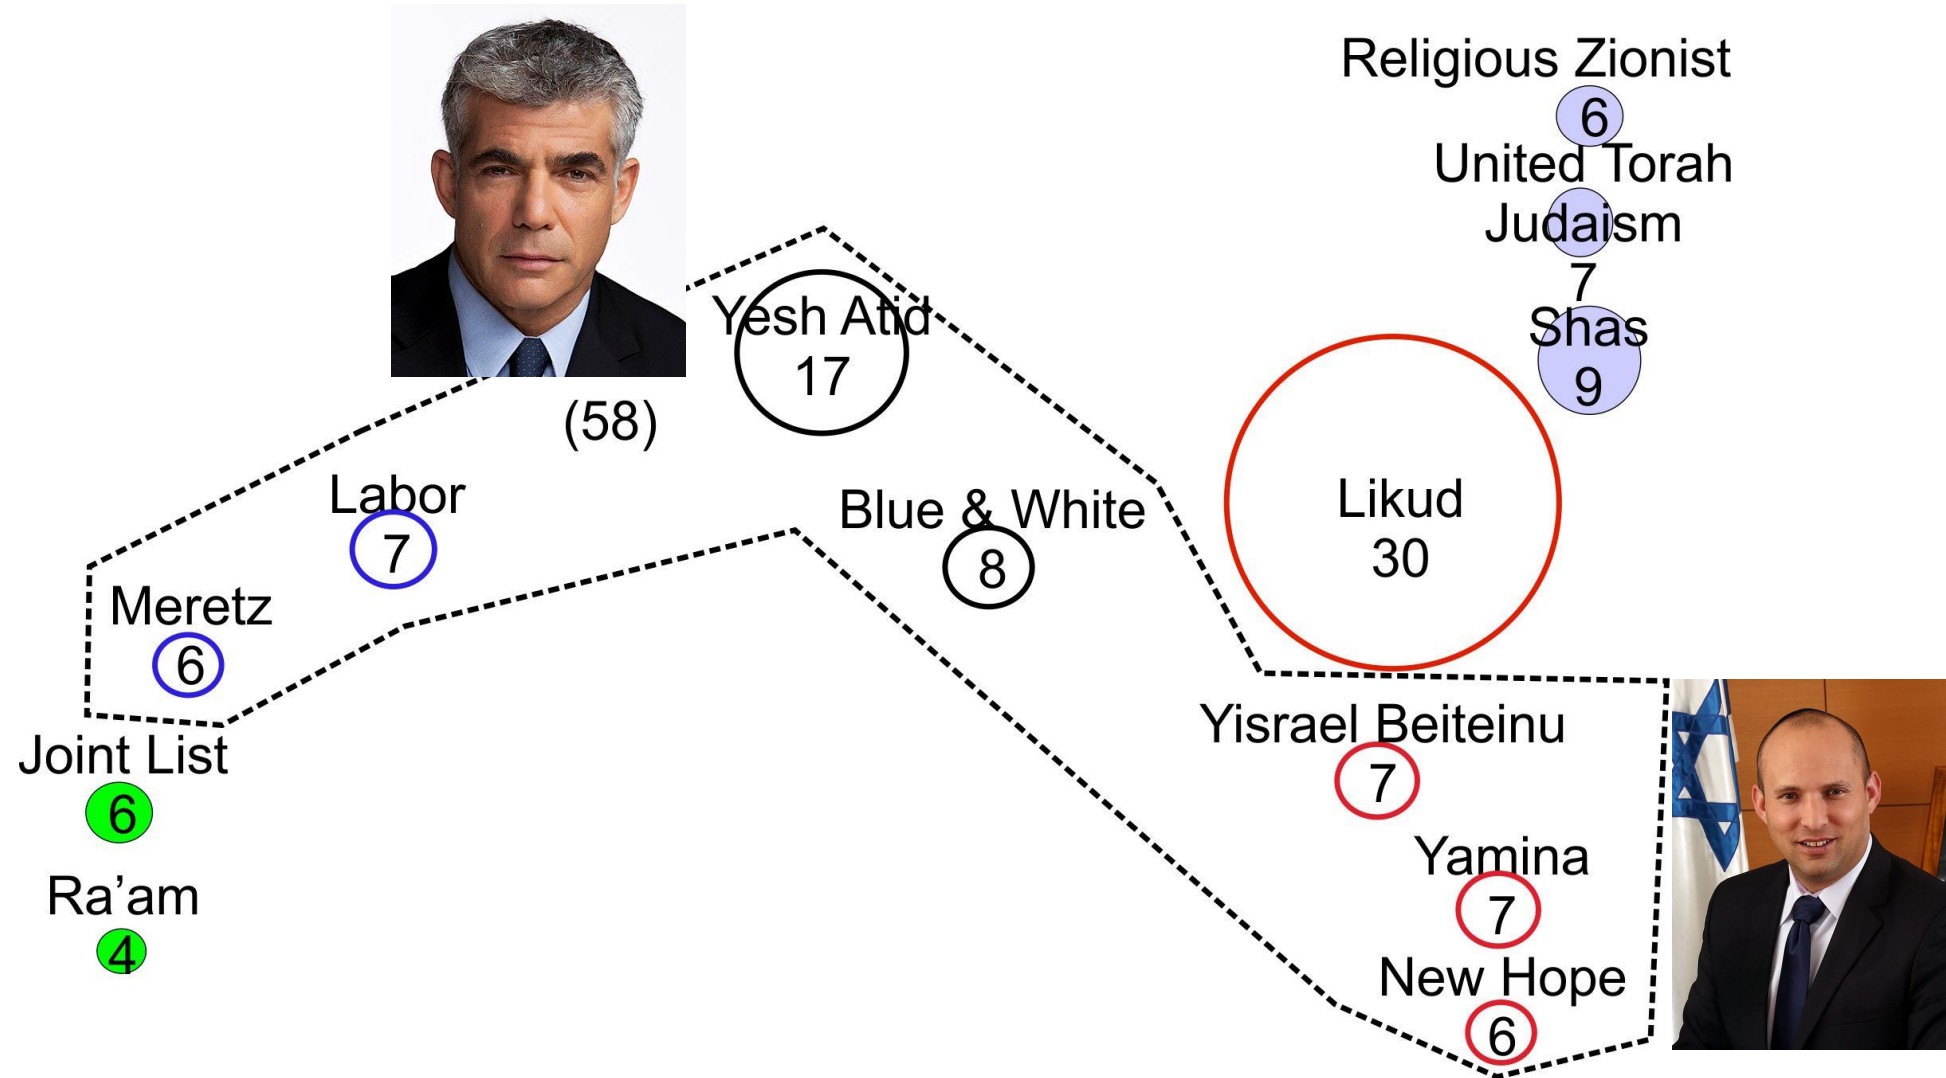 Religious Zionist
6
United Torah
Judaism
7
Shas
9
Yesh Atid
17
(58)
Labor
7
Blue & White
8
Likud
30
Meretz
6
Yisrael Beiteinu
7
Joint List
6
Yamina
7
Ra’am
4
New Hope
6